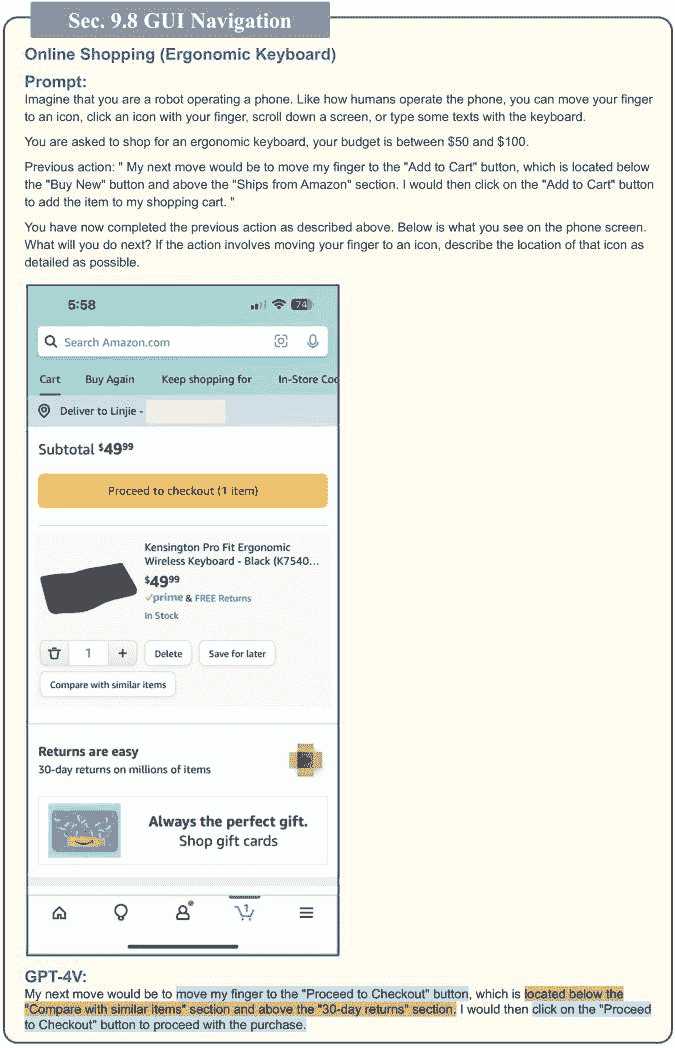 Sec. 9.8 GUI Navigation
Online Shopping (Ergonomic Keyboard)
Prompt:
Imagine that you are a robot operating a phone. Like how humans operate the phone, you can move your finger
to an icon, click an icon with your finger, scroll down a screen, or type some texts with the keyboard.
You are asked to shop for an ergonomic keyboard, your budget is between $50 and $100.
Previous action: " My next move would be to move my finger to the "Add to Cart" button, which is located below
the "Buy New" button and above the "Ships from Amazon" section. I would then click on the "Add to Cart" button
to add the item to my shopping cart. "
You have now completed the previous action as described above. Below is what you see on the phone screen.
What will you do next? If the action involves moving your finger to an icon, describe the location of that icon as
detailed as possible.
5:58
74
Search Amazon.com
Cart Buy Again Keep shopping for In-Store Coo
Deliver to Linjie -
Subtotal $4999
Proceed to checkout (1 item)
Kensington Pro Fit Ergonomic
Wireless Keyboard - Black (K7540...
$4999
prime & FREE Returns
In Stock
1 + Delete Save for later
Compare with similar items
Returns are easy
30-day returns on millions of items
Always the perfect gift.
Shop gift cards
1
GPT-4V:
My next move would be to move my finger to the "Proceed to Checkout" button, which is located below the
"Compare with similar items" section and above the "30-day returns" section. I would then click on the "Proceed
to Checkout" button to proceed with the purchase.